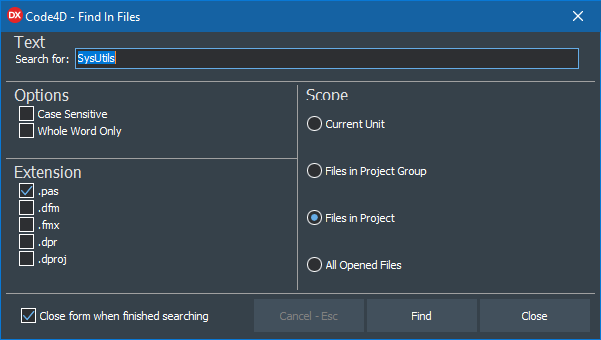 DX Code4D - Find In Files
Text
Search for: SysUtils
Options
Case Sensitive
Whole Word Only
Extension
.pas
.dfm
.fmx
.dpr
.dproj
Scope
Current Unit
Files in Project Group
Files in Project
All Opened Files
Close form when finished searching
Cancel - Esc
Find
Close